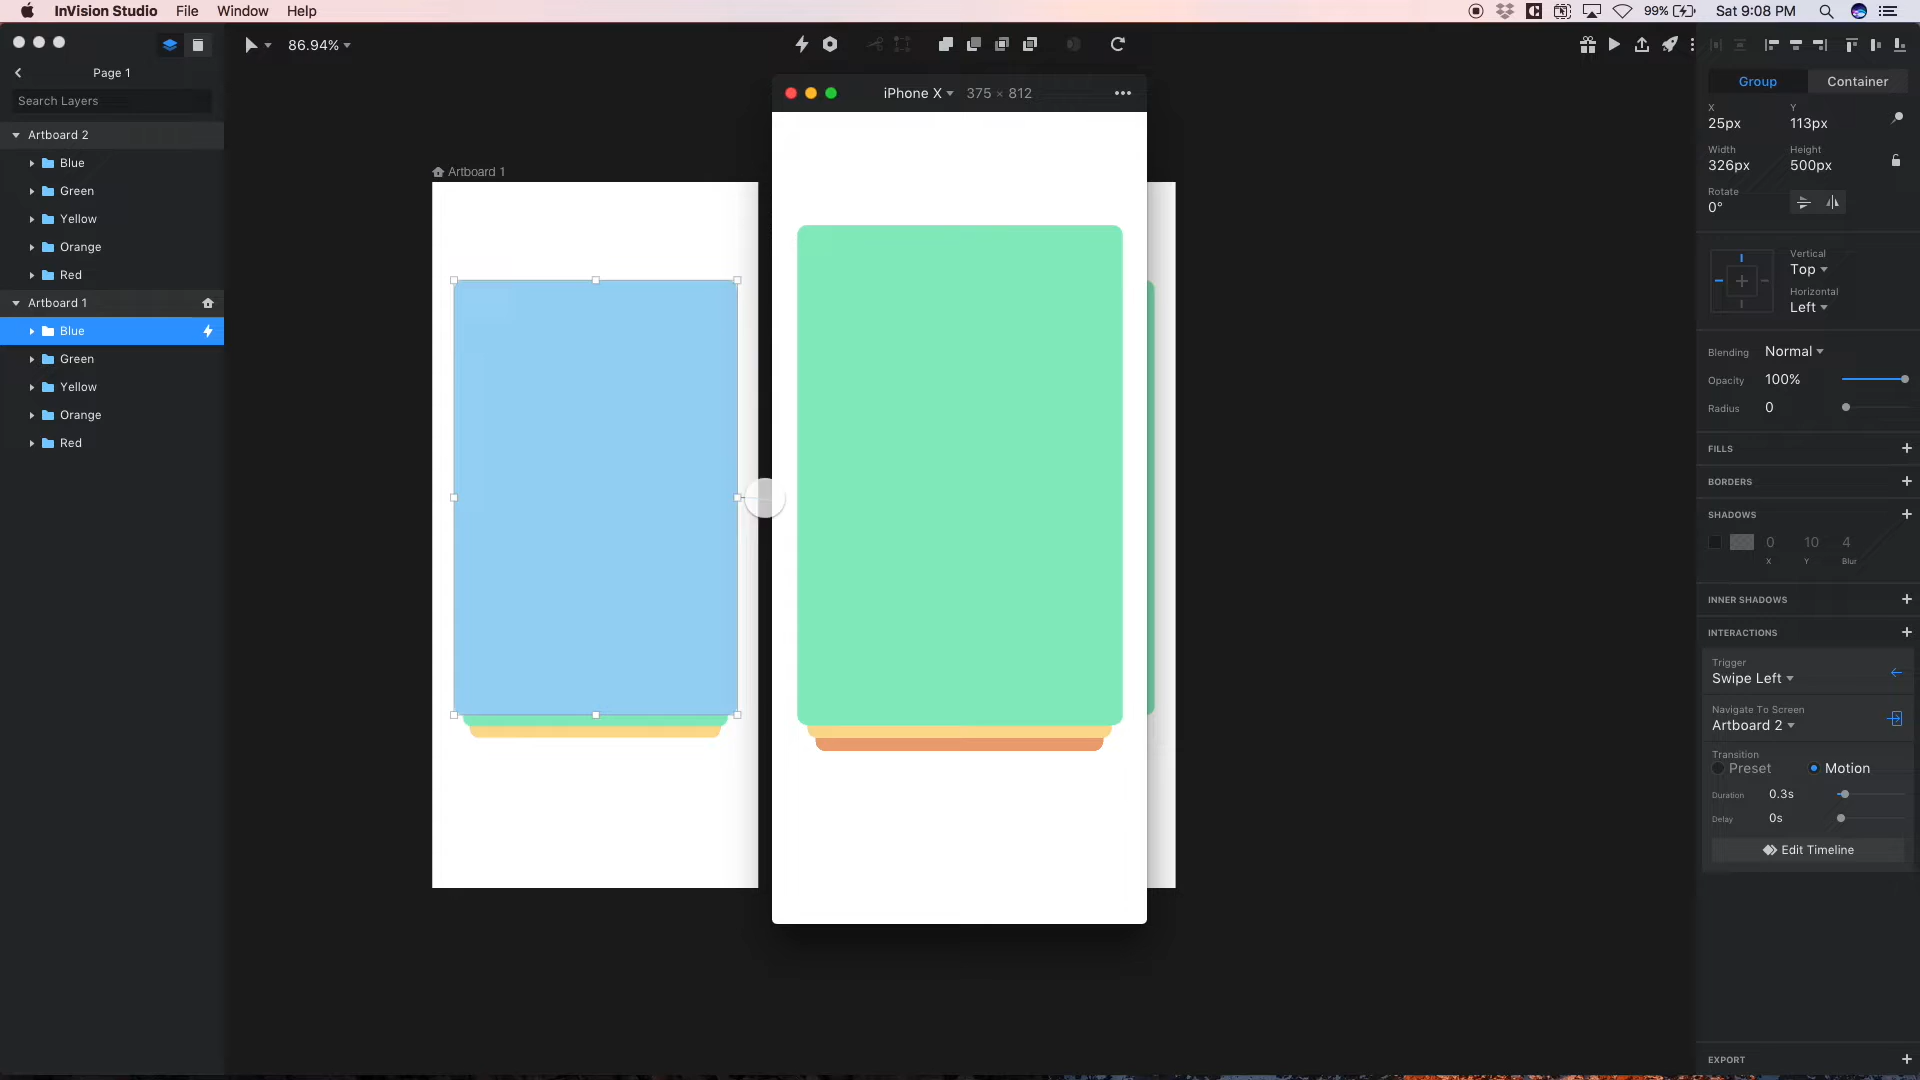 InVision Studio File Window Help
99% Sat 9:08 PM
86.94%
Page 1
Search Layers
Artboard 2
Blue
Green
Yellow
Orange
Red
Artboard 1
Blue
Green
Yellow
Orange
Red
Artboard 1
iPhone X 375 × 812
Group Container
X Y
25px 113px
Width Height
326px 500px
Rotate
0°
Vertical
Top
Horizontal
Left
Blending Normal
Opacity 100%
Radius 0
FILLS
BORDERS
SHADOWS
0 10 4
X Y Blur
INNER SHADOWS
INTERACTIONS
Trigger
Swipe Left
Navigate To Screen
Artboard 2
Transition
Preset Motion
Duration 0.3s
Delay 0s
Edit Timeline
EXPORT